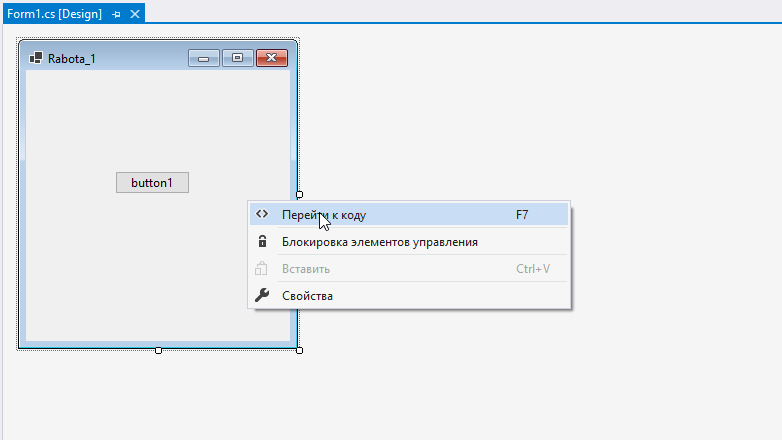 Form1.cs [Design]
Rabota_1
button1
Перейти к коду F7
Блокировка элементов управления
Вставить Ctrl+V
Свойства